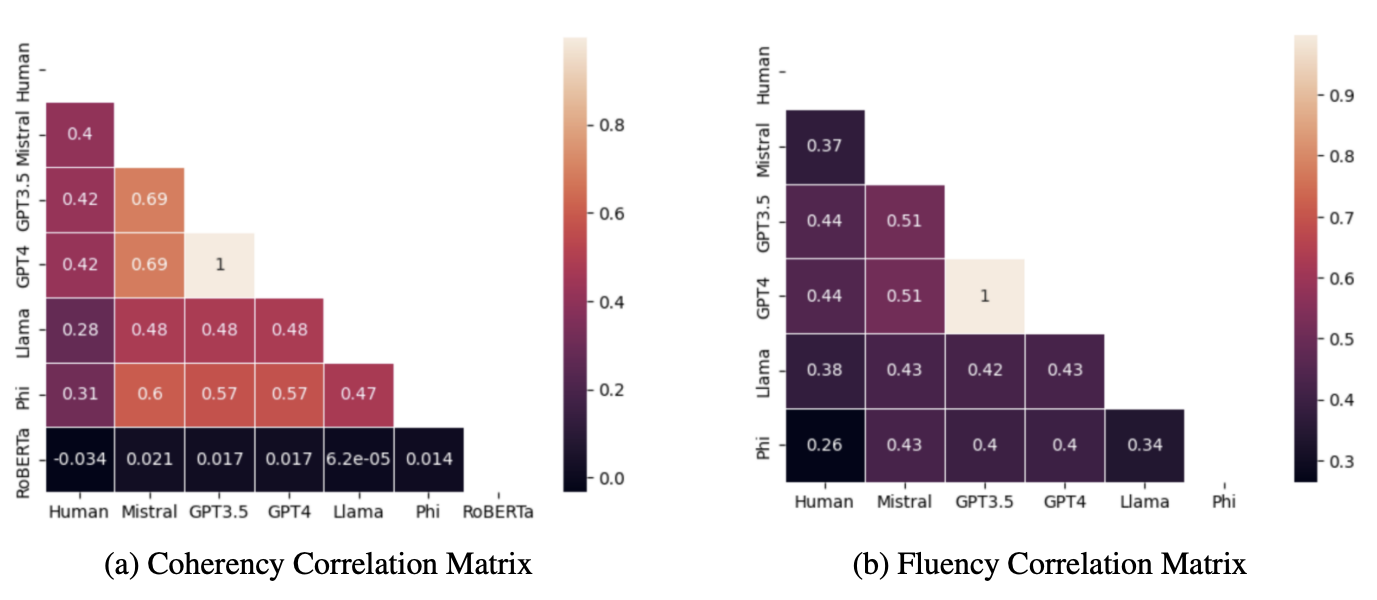 Human
Mistral 0.4
GPT3.5 0.42 0.69
GPT4 0.42 0.69 1
Llama 0.28 0.48 0.48 0.48
Phi 0.31 0.6 0.57 0.57 0.47
RoBERTa -0.034 0.021 0.017 0.017 6.2e-05 0.014
Human Mistral GPT3.5 GPT4 Llama Phi RoBERTa
0.8
0.6
0.4
0.2
0.0
(a) Coherency Correlation Matrix
Human
Mistral 0.37
GPT3.5 0.44 0.51
GPT4 0.44 0.51 1
Llama 0.38 0.43 0.42 0.43
Phi 0.26 0.43 0.4 0.4 0.34
Human Mistral GPT3.5 GPT4 Llama Phi
0.9
0.8
0.7
0.6
0.5
0.4
0.3
(b) Fluency Correlation Matrix